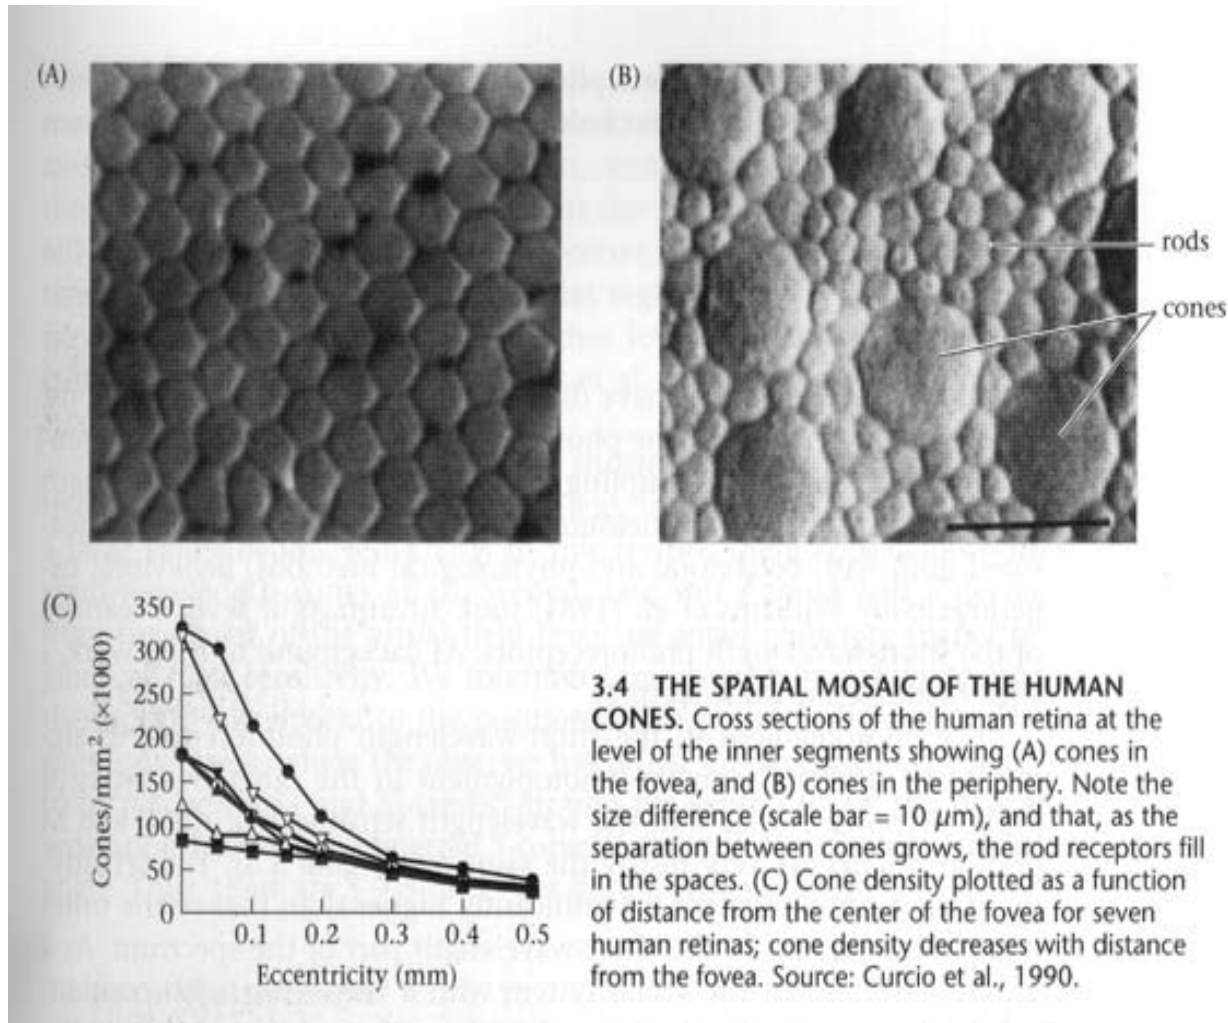 (A)
(B)
rods
cones
(C)
350
300
250
200
150
100
50
0
Cones/mm² (×1000)
0.1 0.2 0.3 0.4 0.5
Eccentricity (mm)
3.4 THE SPATIAL MOSAIC OF THE HUMAN
CONES. Cross sections of the human retina at the
level of the inner segments showing (A) cones in
the fovea, and (B) cones in the periphery. Note the
size difference (scale bar = 10 μm), and that, as the
separation between cones grows, the rod receptors fill
in the spaces. (C) Cone density plotted as a function
of distance from the center of the fovea for seven
human retinas; cone density decreases with distance
from the fovea. Source: Curcio et al., 1990.